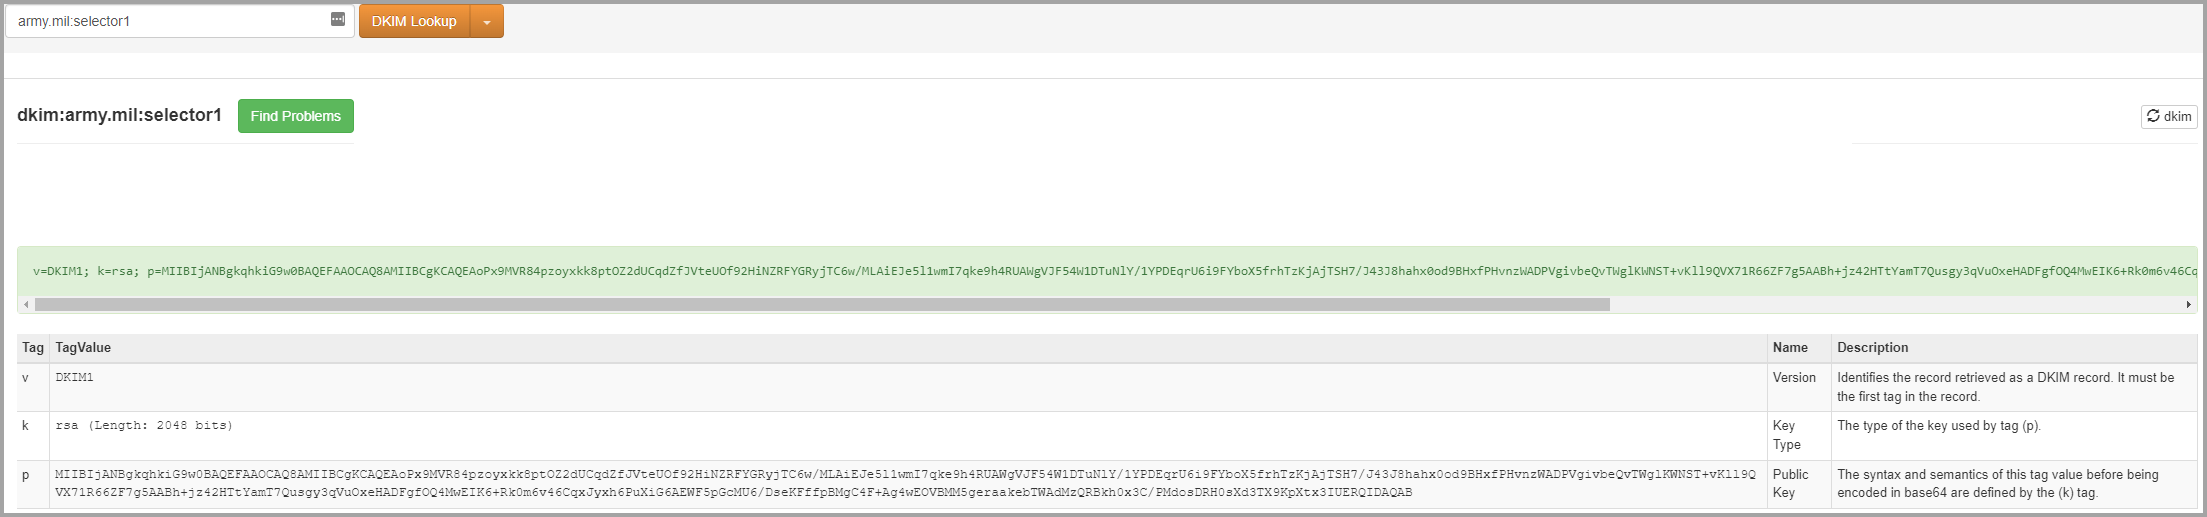 army.mil:selector1
DKIM Lookup
dkim:army.mil:selector1
Find Problems
dkim
v=DKIM1; k=rsa; p=MIIBIjANBgkqhkiG9w0BAQEFAAOCAQ8AMIIBCgKCAQEAoPx9MVR84pzoyxkk8ptOZ2dUCqdZfJVteUOf92HiNZRFYGRyjTC6w/MLAiEJe5l1wmI7qke9h4RUAWgVJF54W1DTuNlY/1YPDEqrU6i9FYboX5frhTzKjAjTSH7/J43J8hahx0od9BHxfPHvnzWADPVgivbeQvTWglKWNST+vKll9QVX71R66ZF7g5AABh+jz42HTtYamT7Qusgy3qVuOxeHADFgfOQ4MwEIK6+Rk0m6v46Cq
Tag TagValue Name Description
v DKIM1 Version Identifies the record retrieved as a DKIM record. It must be
the first tag in the record.
k rsa (Length: 2048 bits) Key The type of the key used by tag (p).
Type
p MIIBIjANBgkqhkiG9w0BAQEFAAOCAQ8AMIIBCgKCAQEAoPx9MVR84pzoyxkk8ptOZ2dUCqdZfJVteUOf92HiNZRFYGRyjTC6w/MLAiEJe5l1wmI7qke9h4RUAWgVJF54W1DTuNlY/1YPDEqrU6i9FYboX5frhTzKjAjTSH7/J43J8hahx0od9BHxfPHvnzWADPVgivbeQvTWglKWNST+vKll9Q Public The syntax and semantics of this tag value before being
VX71R66ZF7g5AABh+jz42HTtYamT7Qusgy3qVuOxeHADFgfOQ4MwEIK6+Rk0m6v46CqxJyxh6PuXiG6AEWF5pGcMU6/DseKFffpBMgC4F+Ag4wEOVBMM5geraakebTWAdMzQRBkh0x3C/PMdosDRH0sXd3TX9KpXtx3IUERQIDAQAB Key encoded in base64 are defined by the (k) tag.